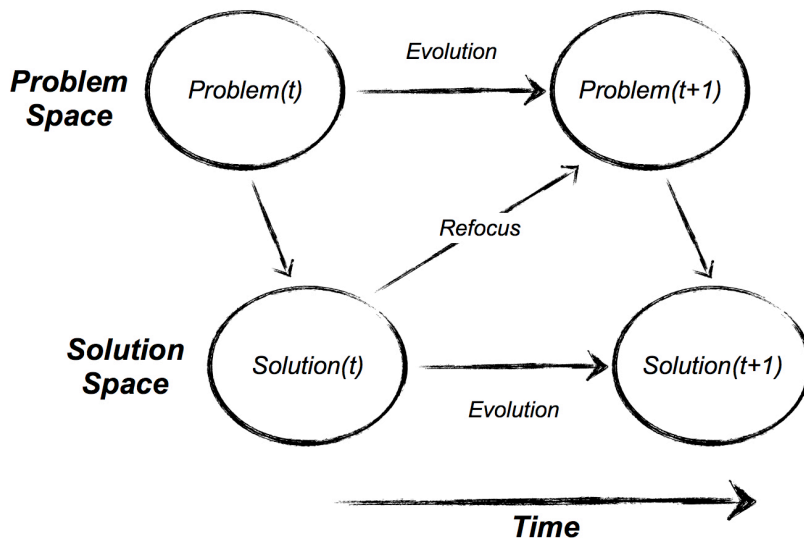 Evolution
Problem
Space
Problem(t)
Problem(t+1)
Refocus
Solution
Space
Solution(t)
Solution(t+1)
Evolution
Time